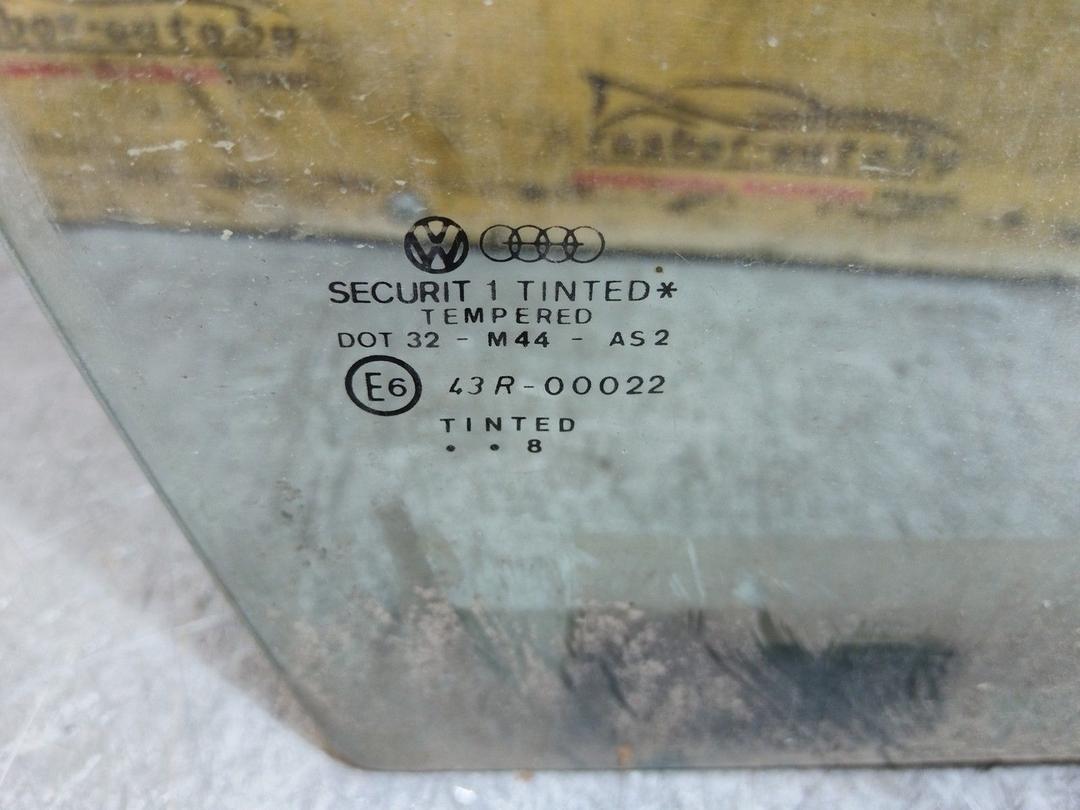 SECURIT 1 TINTED*
TEMPERED
DOT 32 - M44 - AS2
E6 43R-00022
TINTED
. . 8